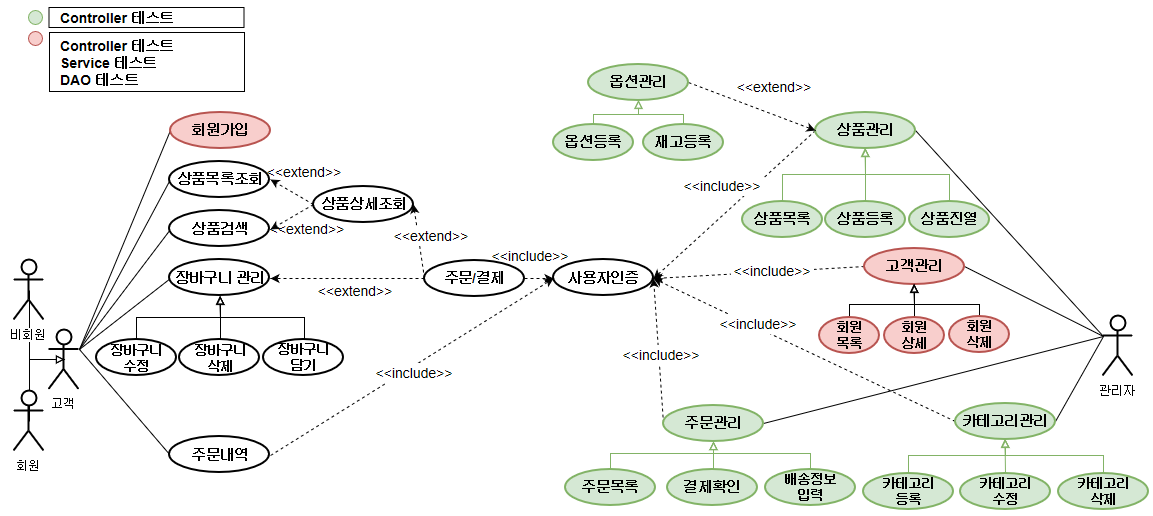 Controller 테스트
Controller 테스트
Service 테스트
DAO 테스트
회원가입
상품목록조회
<<extend>>
상품상세조회
상품검색
<<extend>>
<<extend>>
장바구니 관리
<<extend>>
주문/결제
<<include>>
사용자인증
장바구니
수정
장바구니
삭제
장바구니
담기
<<include>>
주문내역
비회원
고객
회원
옵션관리
<<extend>>
옵션등록
재고등록
상품관리
<<include>>
상품목록
상품등록
상품진열
<<include>>
고객관리
<<include>>
회원
목록
회원
상세
회원
삭제
<<include>>
관리자
주문관리
카테고리관리
주문목록
결제확인
배송정보
입력
카테고리
등록
카테고리
수정
카테고리
삭제